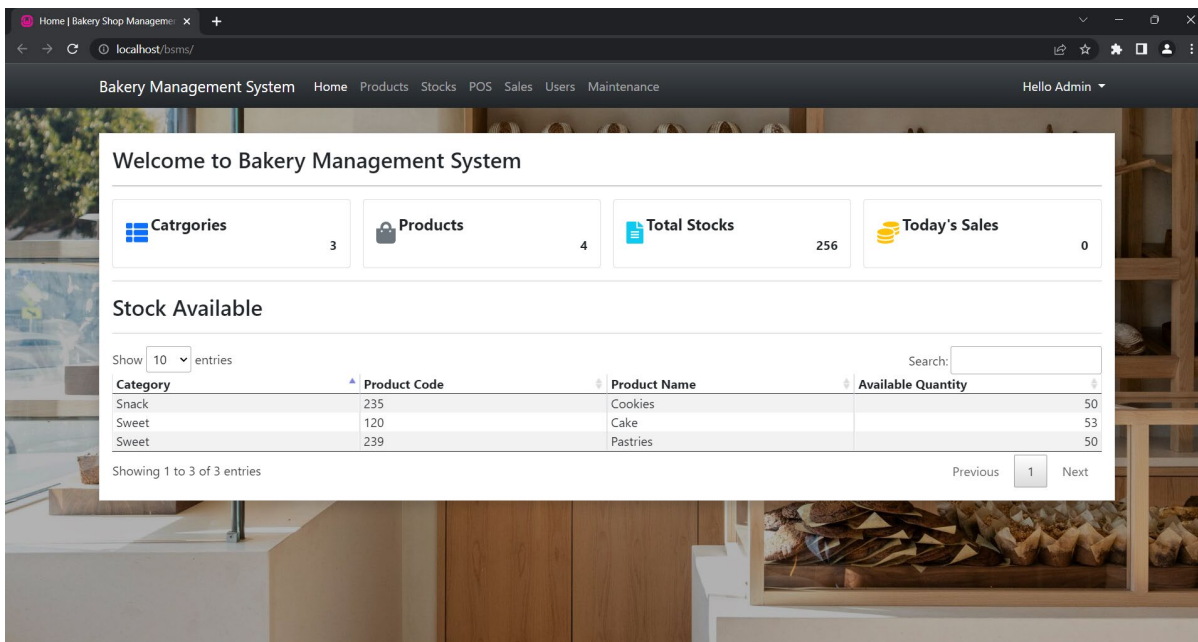 Home | Bakery Shop Managemer
localhost/bsms/
Bakery Management System Home Products Stocks POS Sales Users Maintenance Hello Admin
Welcome to Bakery Management System
Catrgories 3 Products 4 Total Stocks 256 Today's Sales 0
Stock Available
Show 10 entries Search:
Category Product Code Product Name Available Quantity
Snack 235 Cookies 50
Sweet 120 Cake 53
Sweet 239 Pastries 50
Showing 1 to 3 of 3 entries Previous 1 Next